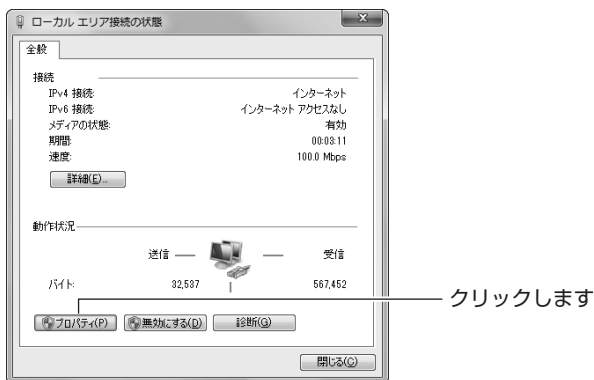 ローカル エリア接続の状態
全般
接続
IPv4 接続: インターネット
IPv6 接続: インターネット アクセスなし
メディアの状態: 有効
期間: 00:03:11
速度: 100.0 Mbps
詳細(E)...
動作状況
送信 — — 受信
バイト: 32,537 567,452
プロパティ(P) 無効にする(D) 診断(G) クリックします
閉じる(C)